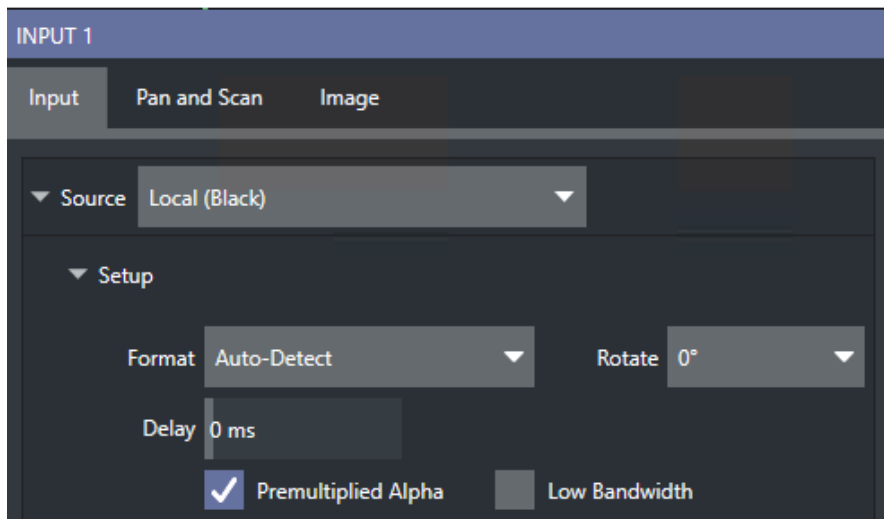 INPUT 1
Input Pan and Scan Image
Source Local (Black)
Setup
Format Auto-Detect Rotate 0°
Delay 0 ms
Premultiplied Alpha Low Bandwidth